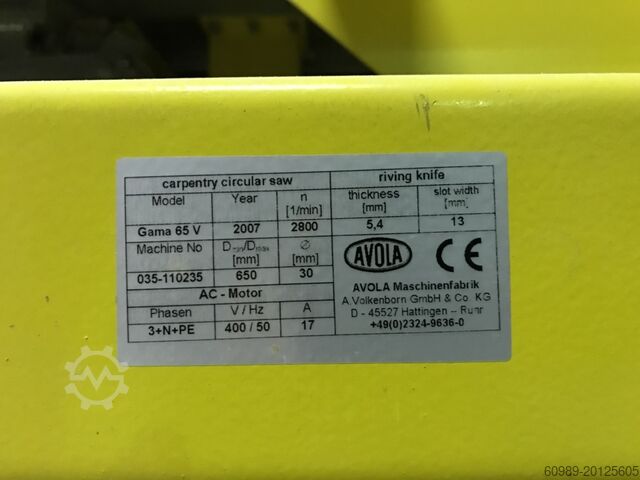 carpentry circular saw riving knife
Model Year n [1/min] thickness [mm] slot width [mm]
Gama 65 V 2007 2800 5,4 13
Machine No Dmin/Dmax [mm] ⌀ [mm]
035-110235 650 30
AVOLA CE
AC - Motor
AVOLA Maschinenfabrik
A.Volkenborn GmbH & Co. KG
Phasen V / Hz A
D - 45527 Hattingen -- Ruhr
3+N+PE 400 / 50 17
+49(0)2324-9636-0
60989-20125605